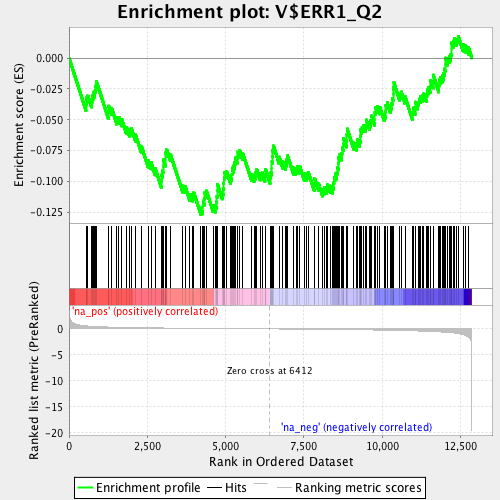 Enrichment plot: V$ERR1_Q2
Enrichment score (ES)
0.025
0.000
-0.025
-0.050
-0.075
-0.100
-0.125
'na_pos' (positively correlated)
Ranked list metric (PreRanked)
0
-5
-10
-15
-20
Zero cross at 6412
'na_neg' (negatively correlated)
0
2,500
5,000
7,500
10,000
12,500
Rank in Ordered Dataset
Enrichment profile
Hits
Ranking metric scores